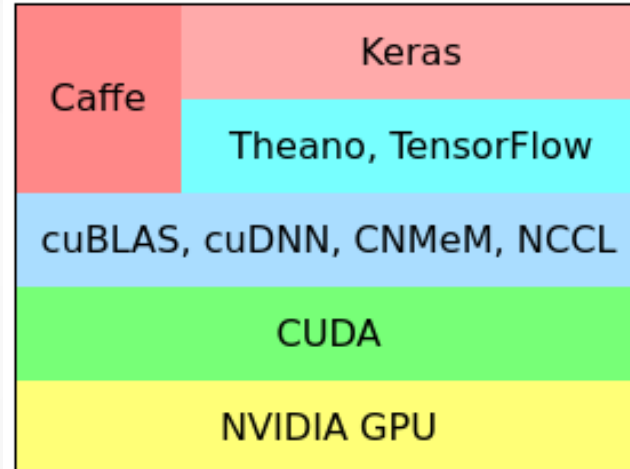 Keras
Caffe
Theano, TensorFlow
cuBLAS, cuDNN, CNMeM, NCCL
CUDA
NVIDIA GPU